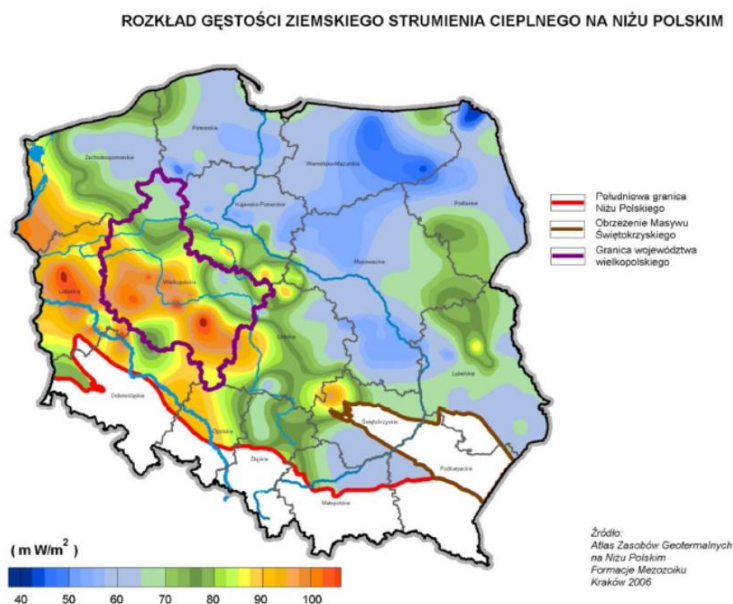 ROZKŁAD GĘSTOŚCI ZIEMSKIEGO STRUMIENIA CIEPLNEGO NA NIŻU POLSKIM
Pomorskie
Zachodniopomorskie
Warmińsko-Mazurskie
Podlaskie
Kujawsko-Pomorskie
Mazowieckie
Wielkopolskie
Lubuskie
Łódzkie
Lubelskie
Dolnośląskie
Opolskie
Świętokrzyskie
Śląskie
Podkarpackie
Małopolskie
Południowa granica
Niżu Polskiego
Obrzeżenie Masywu
Świętokrzyskiego
Granica województwa
wielkopolskiego
( m W/m² )
40 50 60 70 80 90 100
Źródło:
Atlas Zasobów Geotermalnych
na Niżu Polskim
Formacje Mezozoiku
Kraków 2006